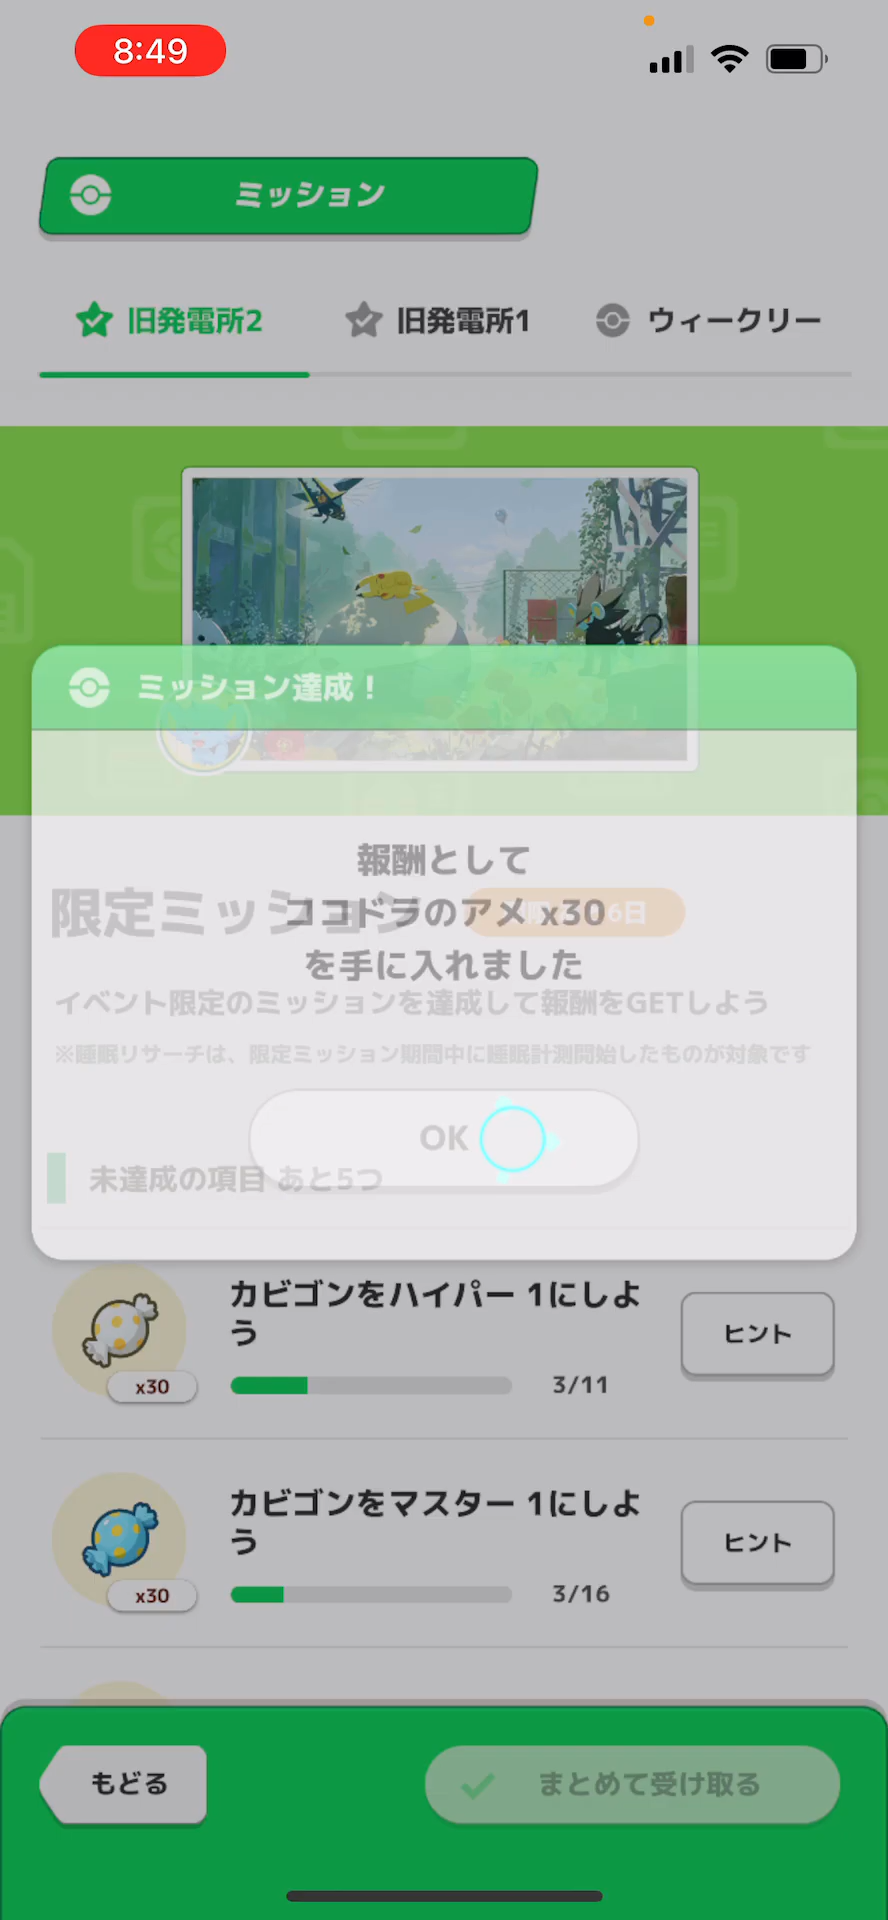 8:49
ミッション
旧発電所2
旧発電所1
ウィークリー
ミッション達成！
報酬として
ココドラのアメ x30
を手に入れました
OK
限定ミッション
6日
イベント限定のミッションを達成して報酬をGETしよう
※睡眠リサーチは、限定ミッション期間中に睡眠計測開始したものが対象です
未達成の項目 あと5つ
カビゴンをハイパー 1にしよ
う
x30
3/11
ヒント
カビゴンをマスター 1にしよ
う
x30
3/16
ヒント
もどる
まとめて受け取る